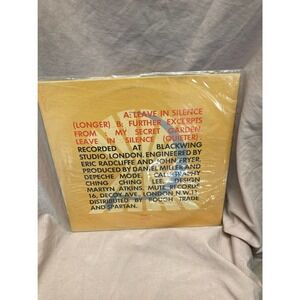 A: LEAVE IN SILENCE
(LONGER) B: FURTHER EXCERPTS
FROM MY SECRET GARDEN.
LEAVE IN SILENCE (QUIETER).
RECORDED AT BLACKWING
STUDIO, LONDON. ENGINEERED BY
ERIC RADCLIFFE AND JOHN FRYER.
PRODUCED BY DANIEL MILLER AND
DEPECHE MODE. CALLIGRAPHY
CHING CHING LEE. DESIGN
MARTYN ATKINS. MUTE RECORDS
16, DECOY AVE., LONDON N.W.11.
DISTRIBUTED BY ROUGH TRADE
AND SPARTAN.